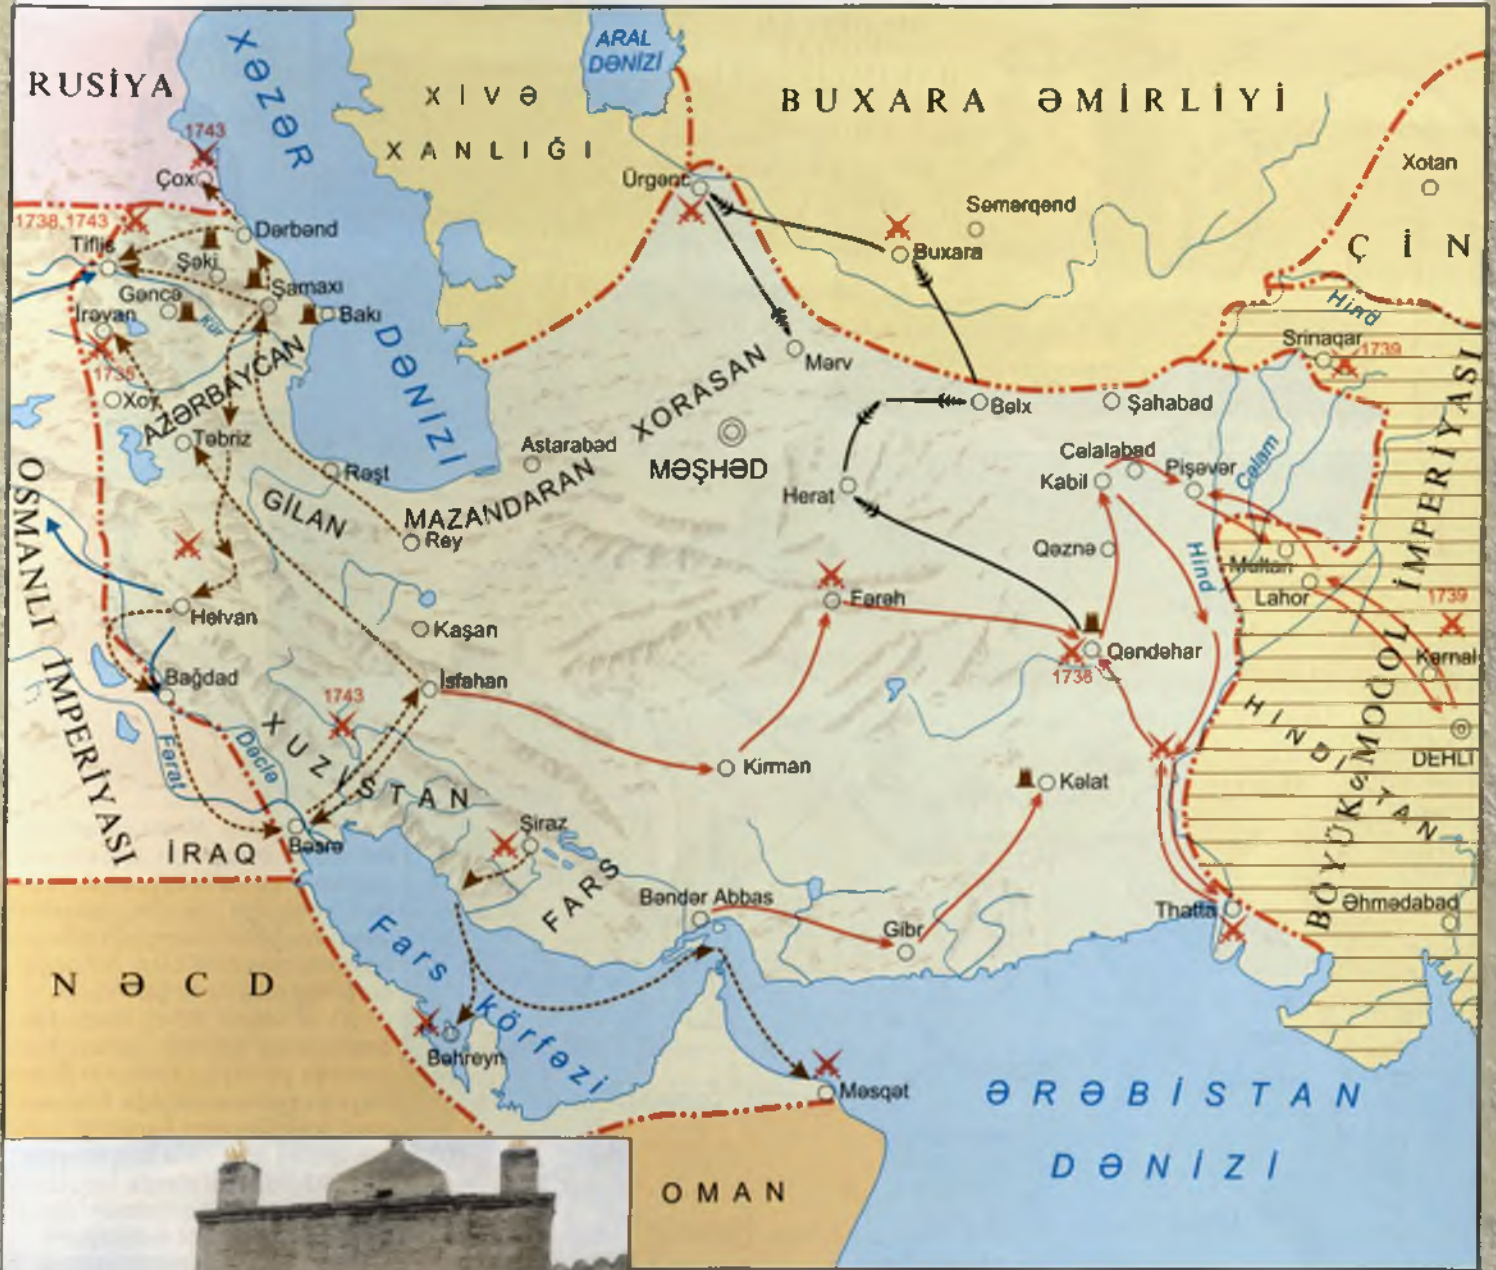 RUSİYA
XƏZƏR
DƏNİZİ
XİVƏ
XANLIĞI
ARAL
DƏNİZİ
BUXARA ƏMİRLİYİ
Xotan
ÇİN
1743
Çox
1738,1743
Tiflis
Dərbənd
Şəki
Şamaxı
Gəncə
Bakı
İrəvan
Kür
1735
Xoy
AZƏRBAYCAN
Təbriz
Ürgənc
Səmərqənd
Buxara
Mərv
Hind
Srinaqar
1739
Bəlx
Şahabad
XORASAN
Astarabad
MƏŞHƏD
MAZANDARAN
GİLAN
Rəşt
Rey
Herat
Cəlalabad
Kabil
Pişəvər
Cəlam
Qəznə
Hind
Multan
Lahor
1739
Kərnal
DEHLİ
OSMANLI İMPERİYASI
Həlvan
Kaşan
Fərəh
Qəndəhar
1738
BÖYÜK MOĞOL İMPERİYASI
HİNDİSTAN
Bağdad
İsfahan
1743
XUZİSTAN
Fərat
Dəclə
Kirman
Kəlat
Şiraz
Bəsrə
İRAQ
FARS
Bəndər Abbas
Gibr
Thatta
Əhmədabad
NƏCD
Fars körfəzi
Bəhreyn
Məsqət
ƏRƏBİSTAN
DƏNİZİ
OMAN